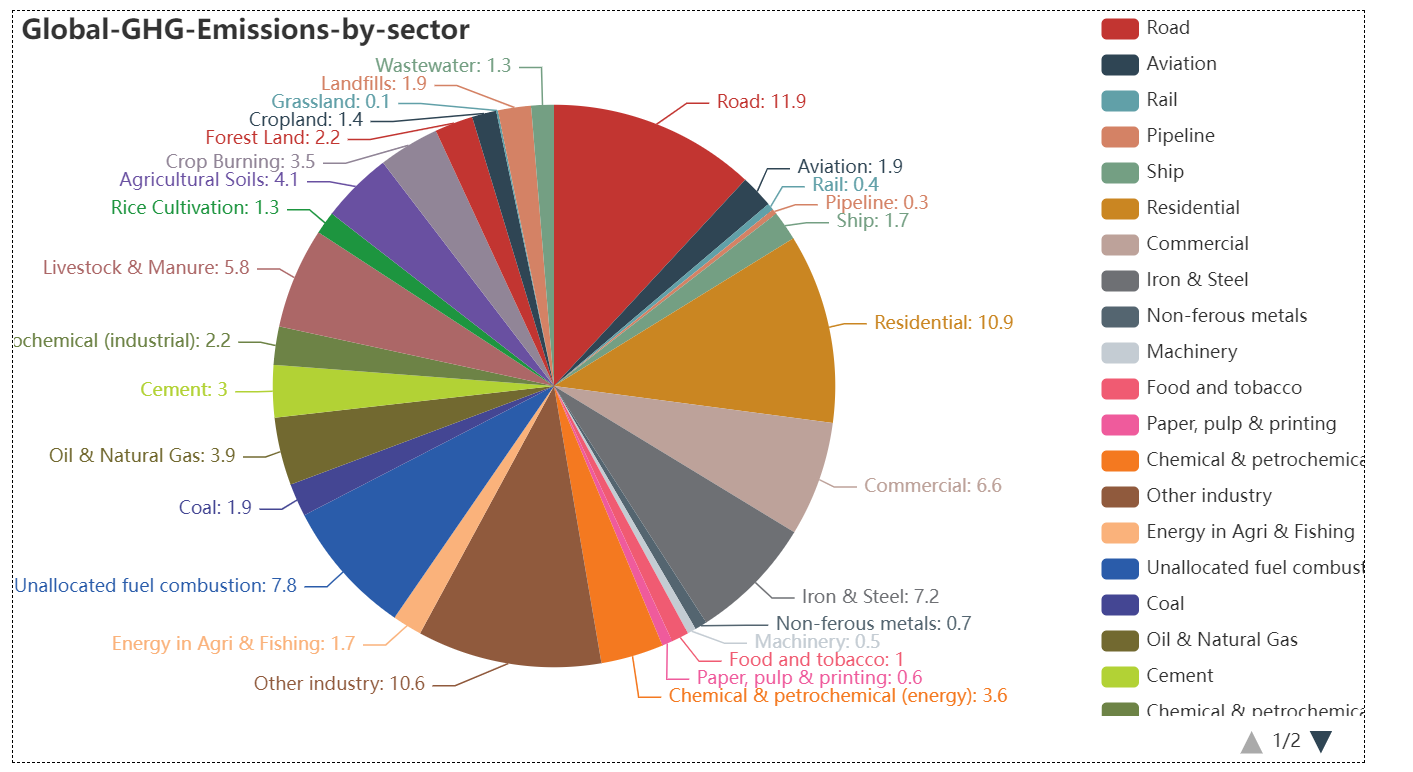 Global-GHG-Emissions-by-sector
Wastewater: 1.3
Landfills: 1.9
Grassland: 0.1
Cropland: 1.4
Forest Land: 2.2
Crop Burning: 3.5
Agricultural Soils: 4.1
Rice Cultivation: 1.3
Livestock & Manure: 5.8
ochemical (industrial): 2.2
Cement: 3
Oil & Natural Gas: 3.9
Coal: 1.9
Unallocated fuel combustion: 7.8
Energy in Agri & Fishing: 1.7
Other industry: 10.6
Road: 11.9
Aviation: 1.9
Rail: 0.4
Pipeline: 0.3
Ship: 1.7
Residential: 10.9
Commercial: 6.6
Iron & Steel: 7.2
Non-ferous metals: 0.7
Machinery: 0.5
Food and tobacco: 1
Paper, pulp & printing: 0.6
Chemical & petrochemical (energy): 3.6
Road
Aviation
Rail
Pipeline
Ship
Residential
Commercial
Iron & Steel
Non-ferous metals
Machinery
Food and tobacco
Paper, pulp & printing
Chemical & petrochemica
Other industry
Energy in Agri & Fishing
Unallocated fuel combust
Coal
Oil & Natural Gas
Cement
Chemical & petrochemica
1/2